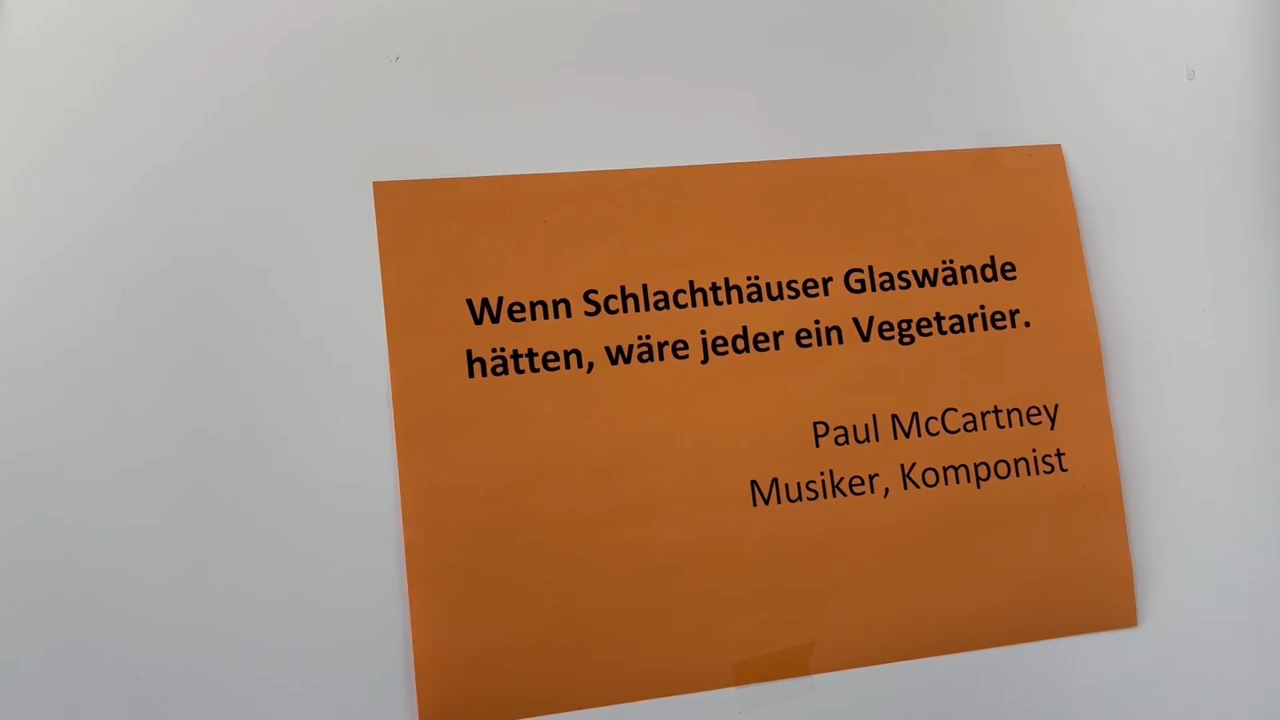 Wenn Schlachthäuser Glaswände
hätten, wäre jeder ein Vegetarier.
Paul McCartney
Musiker, Komponist